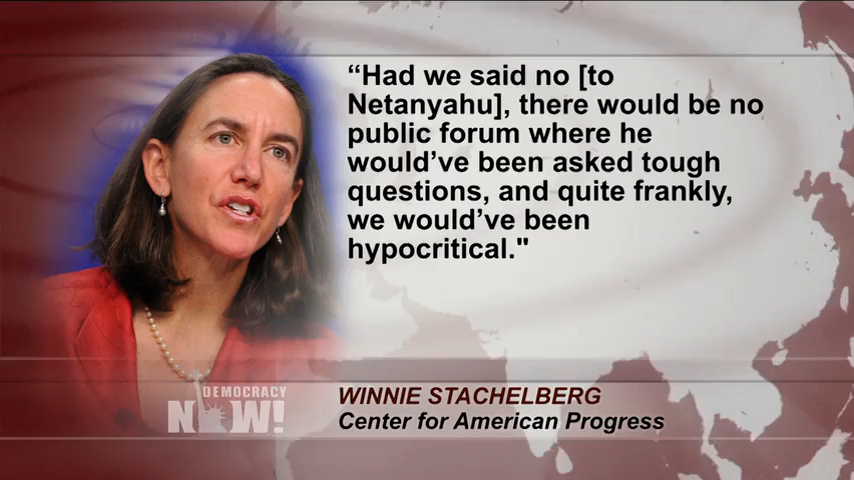 “Had we said no [to
Netanyahu], there would be no
public forum where he
would’ve been asked tough
questions, and quite frankly,
we would’ve been
hypocritical."
WINNIE STACHELBERG
Center for American Progress
DEMOCRACY
NOW!